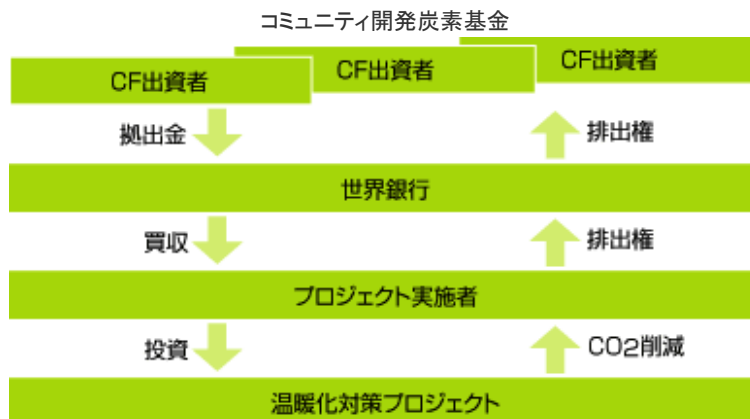 コミュニティ開発炭素基金
CF出資者
CF出資者
CF出資者
拠出金
排出権
世界銀行
買収
排出権
プロジェクト実施者
投資
CO2削減
温暖化対策プロジェクト